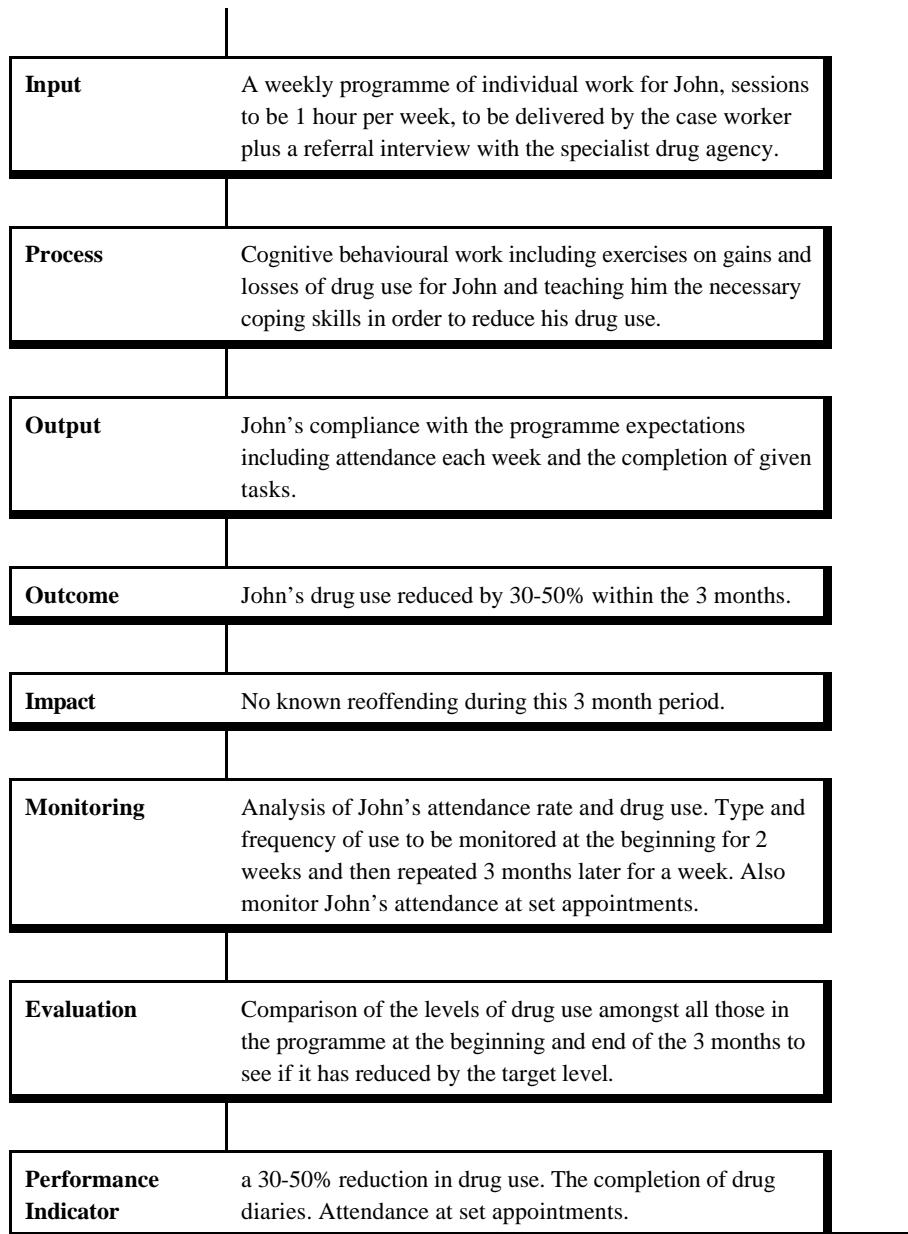 Input A weekly programme of individual work for John, sessions
to be 1 hour per week, to be delivered by the case worker
plus a referral interview with the specialist drug agency.
Process Cognitive behavioural work including exercises on gains and
losses of drug use for John and teaching him the necessary
coping skills in order to reduce his drug use.
Output John’s compliance with the programme expectations
including attendance each week and the completion of given
tasks.
Outcome John’s drug use reduced by 30-50% within the 3 months.
Impact No known reoffending during this 3 month period.
Monitoring Analysis of John’s attendance rate and drug use. Type and
frequency of use to be monitored at the beginning for 2
weeks and then repeated 3 months later for a week. Also
monitor John’s attendance at set appointments.
Evaluation Comparison of the levels of drug use amongst all those in
the programme at the beginning and end of the 3 months to
see if it has reduced by the target level.
Performance a 30-50% reduction in drug use. The completion of drug
Indicator diaries. Attendance at set appointments.